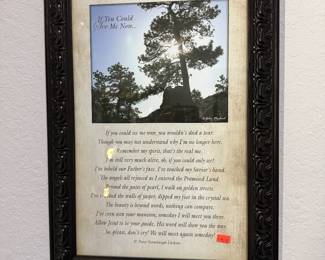 If You Could
See Me Now...
If you could see me now, you wouldn't shed a tear.
Though you may not understand why I'm no longer here.
Remember my spirit, that's the real me.
I'm still very much alive, oh, if you could only see!
I've beheld our Father's face, I've touched my Savior's hand.
The angels all rejoiced as I entered the Promised Land.
Beyond the gates of pearl, I walk on golden streets.
I've touched the walls of jasper, dipped my feet in the crystal sea.
The beauty is beyond words, nothing can compare.
I've even seen your mansion, someday I will meet you there.
Allow Jesus to be your guide, His word will show you the way.
So, please, don't cry! We will meet again someday!